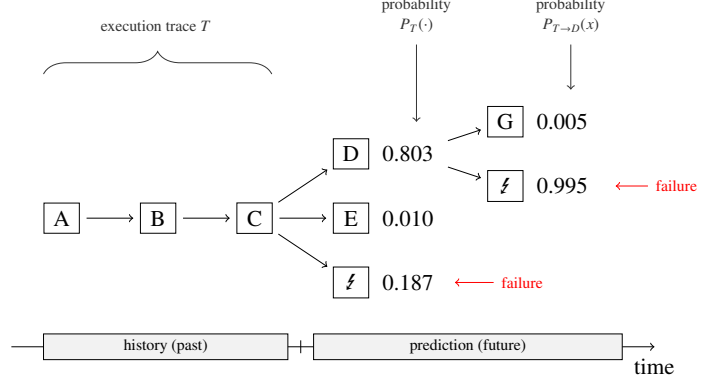 probability
probability
execution trace T
P_T(·)
P_{T→D}(x)
G 0.005
D 0.803
0.995 failure
A B C E 0.010
0.187 failure
history (past)
prediction (future)
time